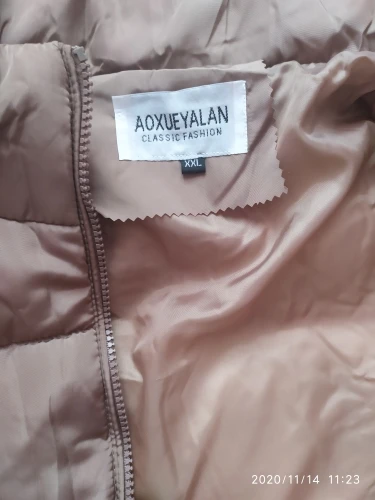 AOXUEYALAN
CLASSIC FASHION
XXL
2020/11/14 11:23